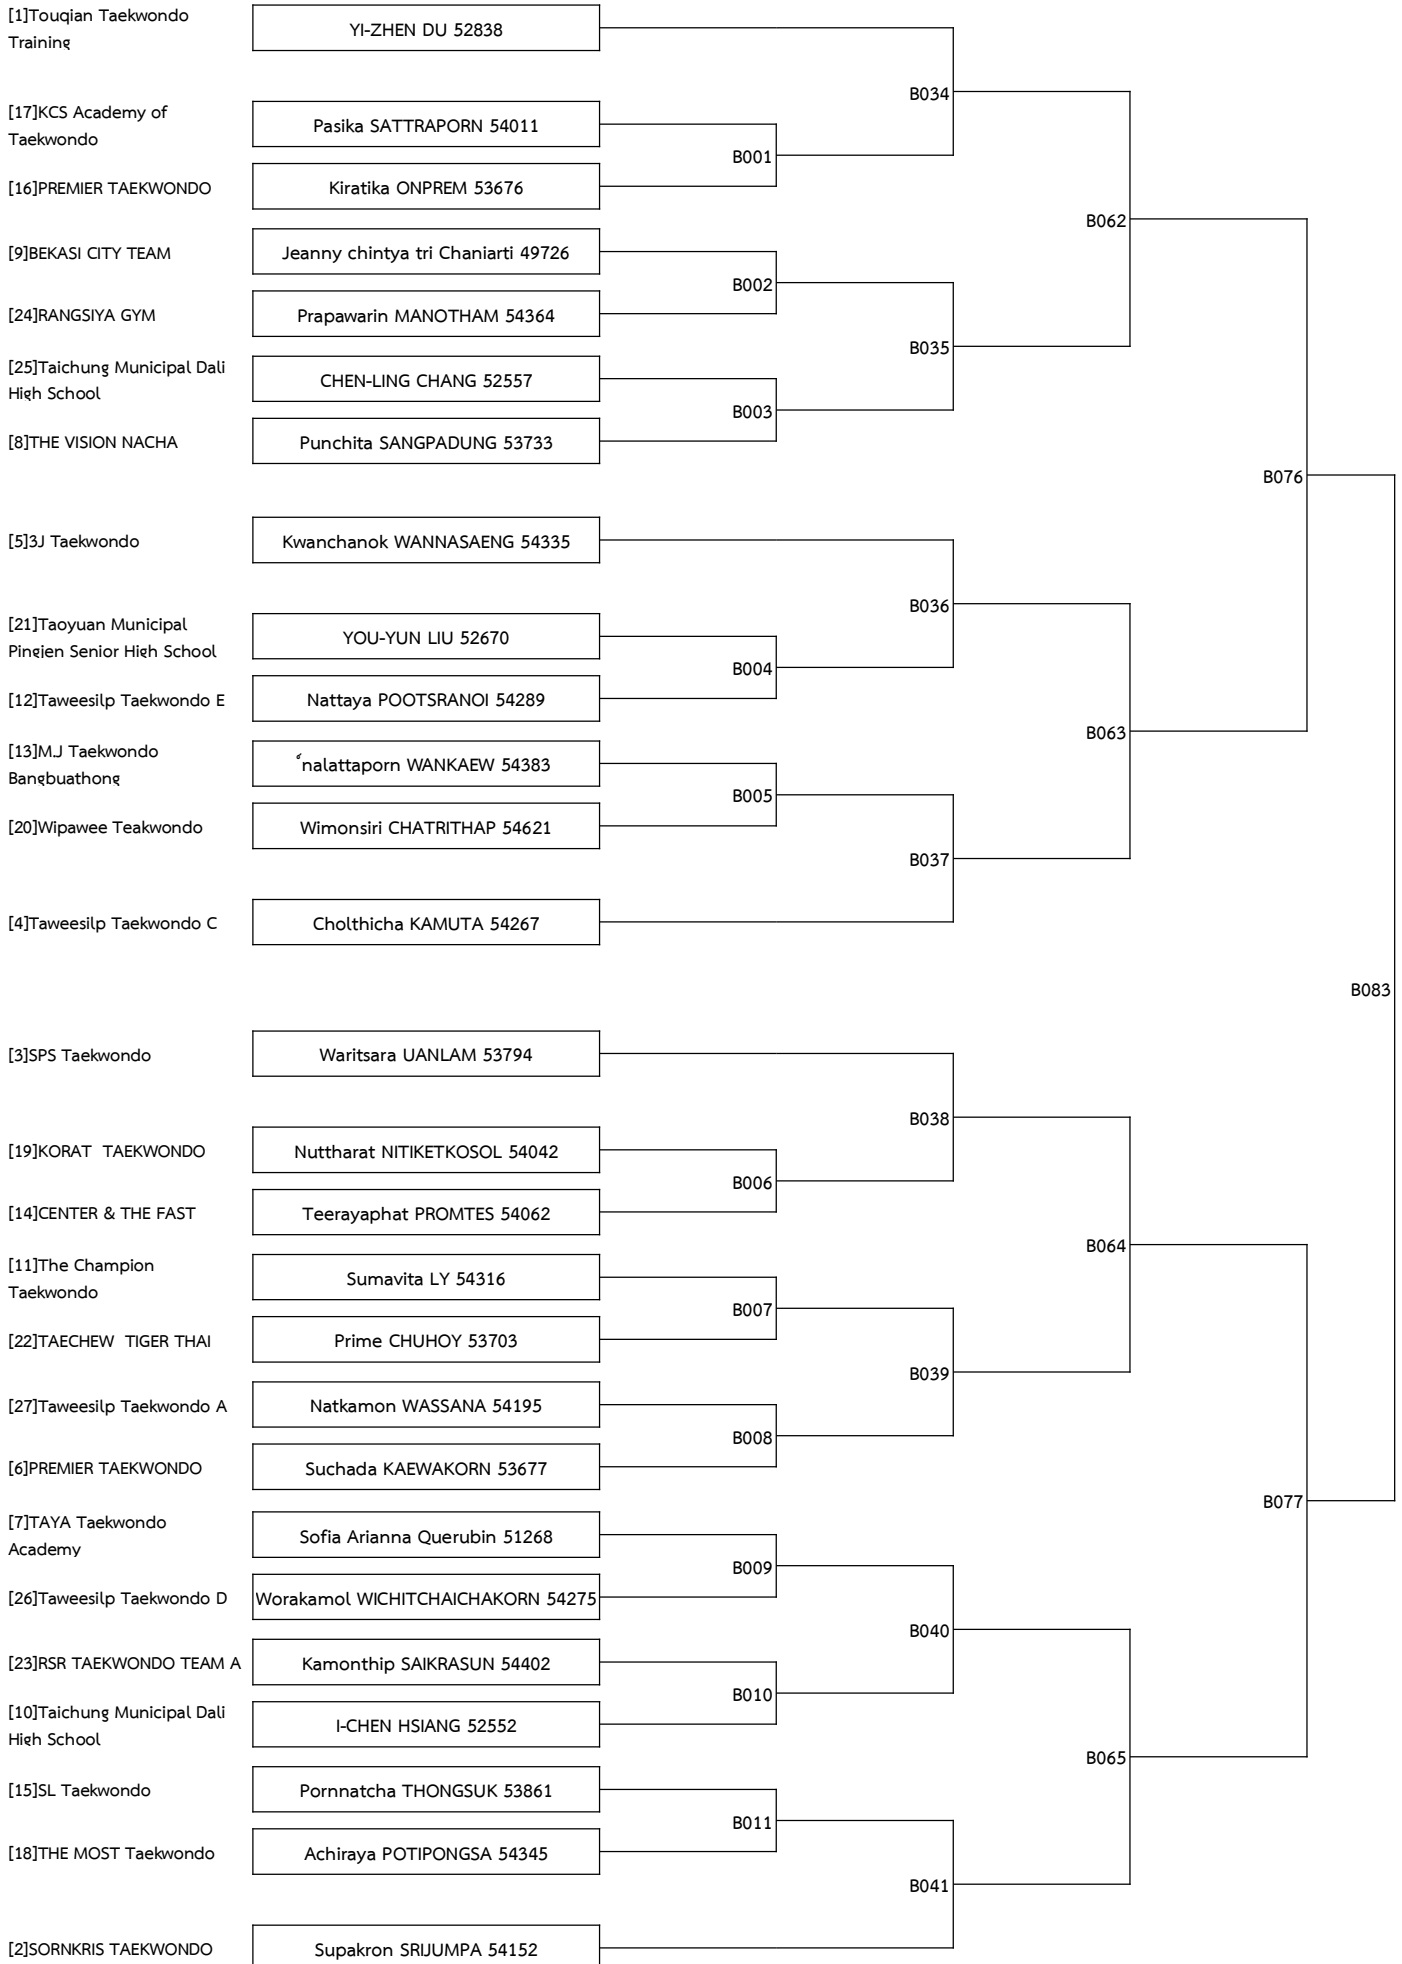 [1]Touqian Taekwondo
Training
YI-ZHEN DU 52838
B034
[17]KCS Academy of
Taekwondo
Pasika SATTRAPORN 54011
B001
[16]PREMIER TAEKWONDO
Kiratika ONPREM 53676
B062
[9]BEKASI CITY TEAM
Jeanny chintya tri Chaniarti 49726
B002
[24]RANGSIYA GYM
Prapawarin MANOTHAM 54364
B035
[25]Taichung Municipal Dali
High School
CHEN-LING CHANG 52557
B003
[8]THE VISION NACHA
Punchita SANGPADUNG 53733
B076
[5]3J Taekwondo
Kwanchanok WANNASAENG 54335
B036
[21]Taoyuan Municipal
Pingjen Senior High School
YOU-YUN LIU 52670
B004
[12]Taweesilp Taekwondo E
Nattaya POOTSRANOI 54289
B063
[13]M.J Taekwondo
Bangbuathong
ํnalattaporn WANKAEW 54383
B005
[20]Wipawee Teakwondo
Wimonsiri CHATRITHAP 54621
B037
[4]Taweesilp Taekwondo C
Cholthicha KAMUTA 54267
B083
[3]SPS Taekwondo
Waritsara UANLAM 53794
B038
[19]KORAT  TAEKWONDO
Nuttharat NITIKETKOSOL 54042
B006
[14]CENTER & THE FAST
Teerayaphat PROMTES 54062
B064
[11]The Champion
Taekwondo
Sumavita LY 54316
B007
[22]TAECHEW  TIGER THAI
Prime CHUHOY 53703
B039
[27]Taweesilp Taekwondo A
Natkamon WASSANA 54195
B008
[6]PREMIER TAEKWONDO
Suchada KAEWAKORN 53677
B077
[7]TAYA Taekwondo
Academy
Sofia Arianna Querubin 51268
B009
[26]Taweesilp Taekwondo D
Worakamol WICHITCHAICHAKORN 54275
B040
[23]RSR TAEKWONDO TEAM A
Kamonthip SAIKRASUN 54402
B010
[10]Taichung Municipal Dali
High School
I-CHEN HSIANG 52552
B065
[15]SL Taekwondo
Pornnatcha THONGSUK 53861
B011
[18]THE MOST Taekwondo
Achiraya POTIPONGSA 54345
B041
[2]SORNKRIS TAEKWONDO
Supakron SRIJUMPA 54152